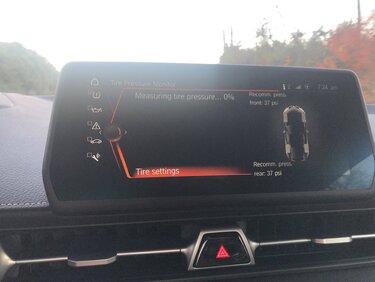 Tire Pressure Monitor
7:34 am
Measuring tire pressure... 0%
Recomm. press.
front: 37 psi
Recomm. press.
rear: 37 psi
Tire settings